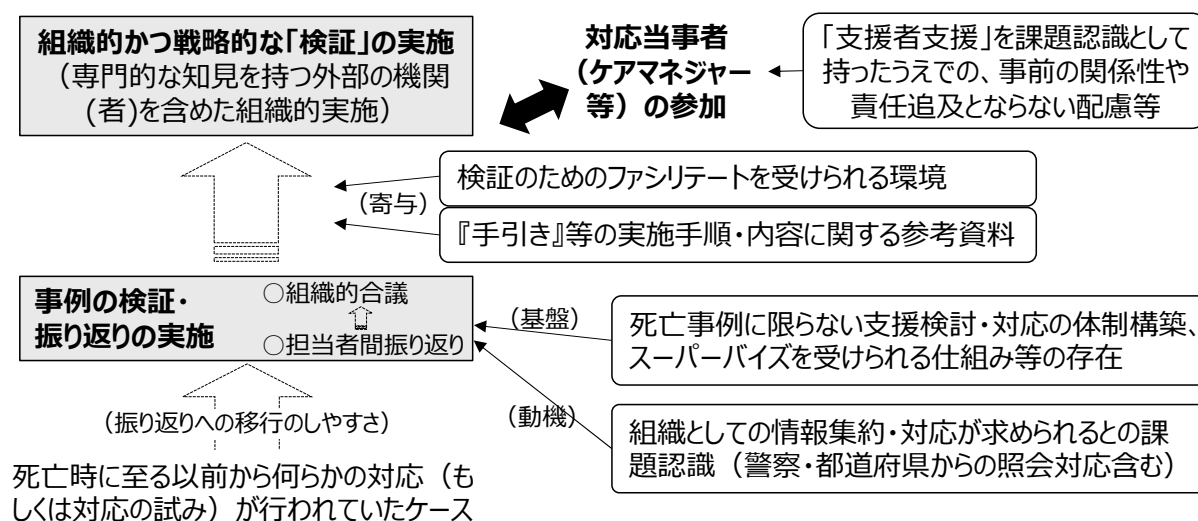 組織的かつ戦略的な「検証」の実施
（専門的な知見を持つ外部の機関
(者)を含めた組織的実施）
対応当事者
（ケアマネジャー
等）の参加
「支援者支援」を課題認識として
持ったうえでの、事前の関係性や
責任追及とならない配慮等
（寄与）
検証のためのファシリテートを受けられる環境
『手引き』等の実施手順・内容に関する参考資料
事例の検証・
振り返りの実施
○組織的合議
○担当者間振り返り
（基盤）
死亡事例に限らない支援検討・対応の体制構築、
スーパーバイズを受けられる仕組み等の存在
（動機）
組織としての情報集約・対応が求められるとの課
題認識（警察・都道府県からの照会対応含む）
（振り返りへの移行のしやすさ）
死亡時に至る以前から何らかの対応（も
しくは対応の試み）が行われていたケース